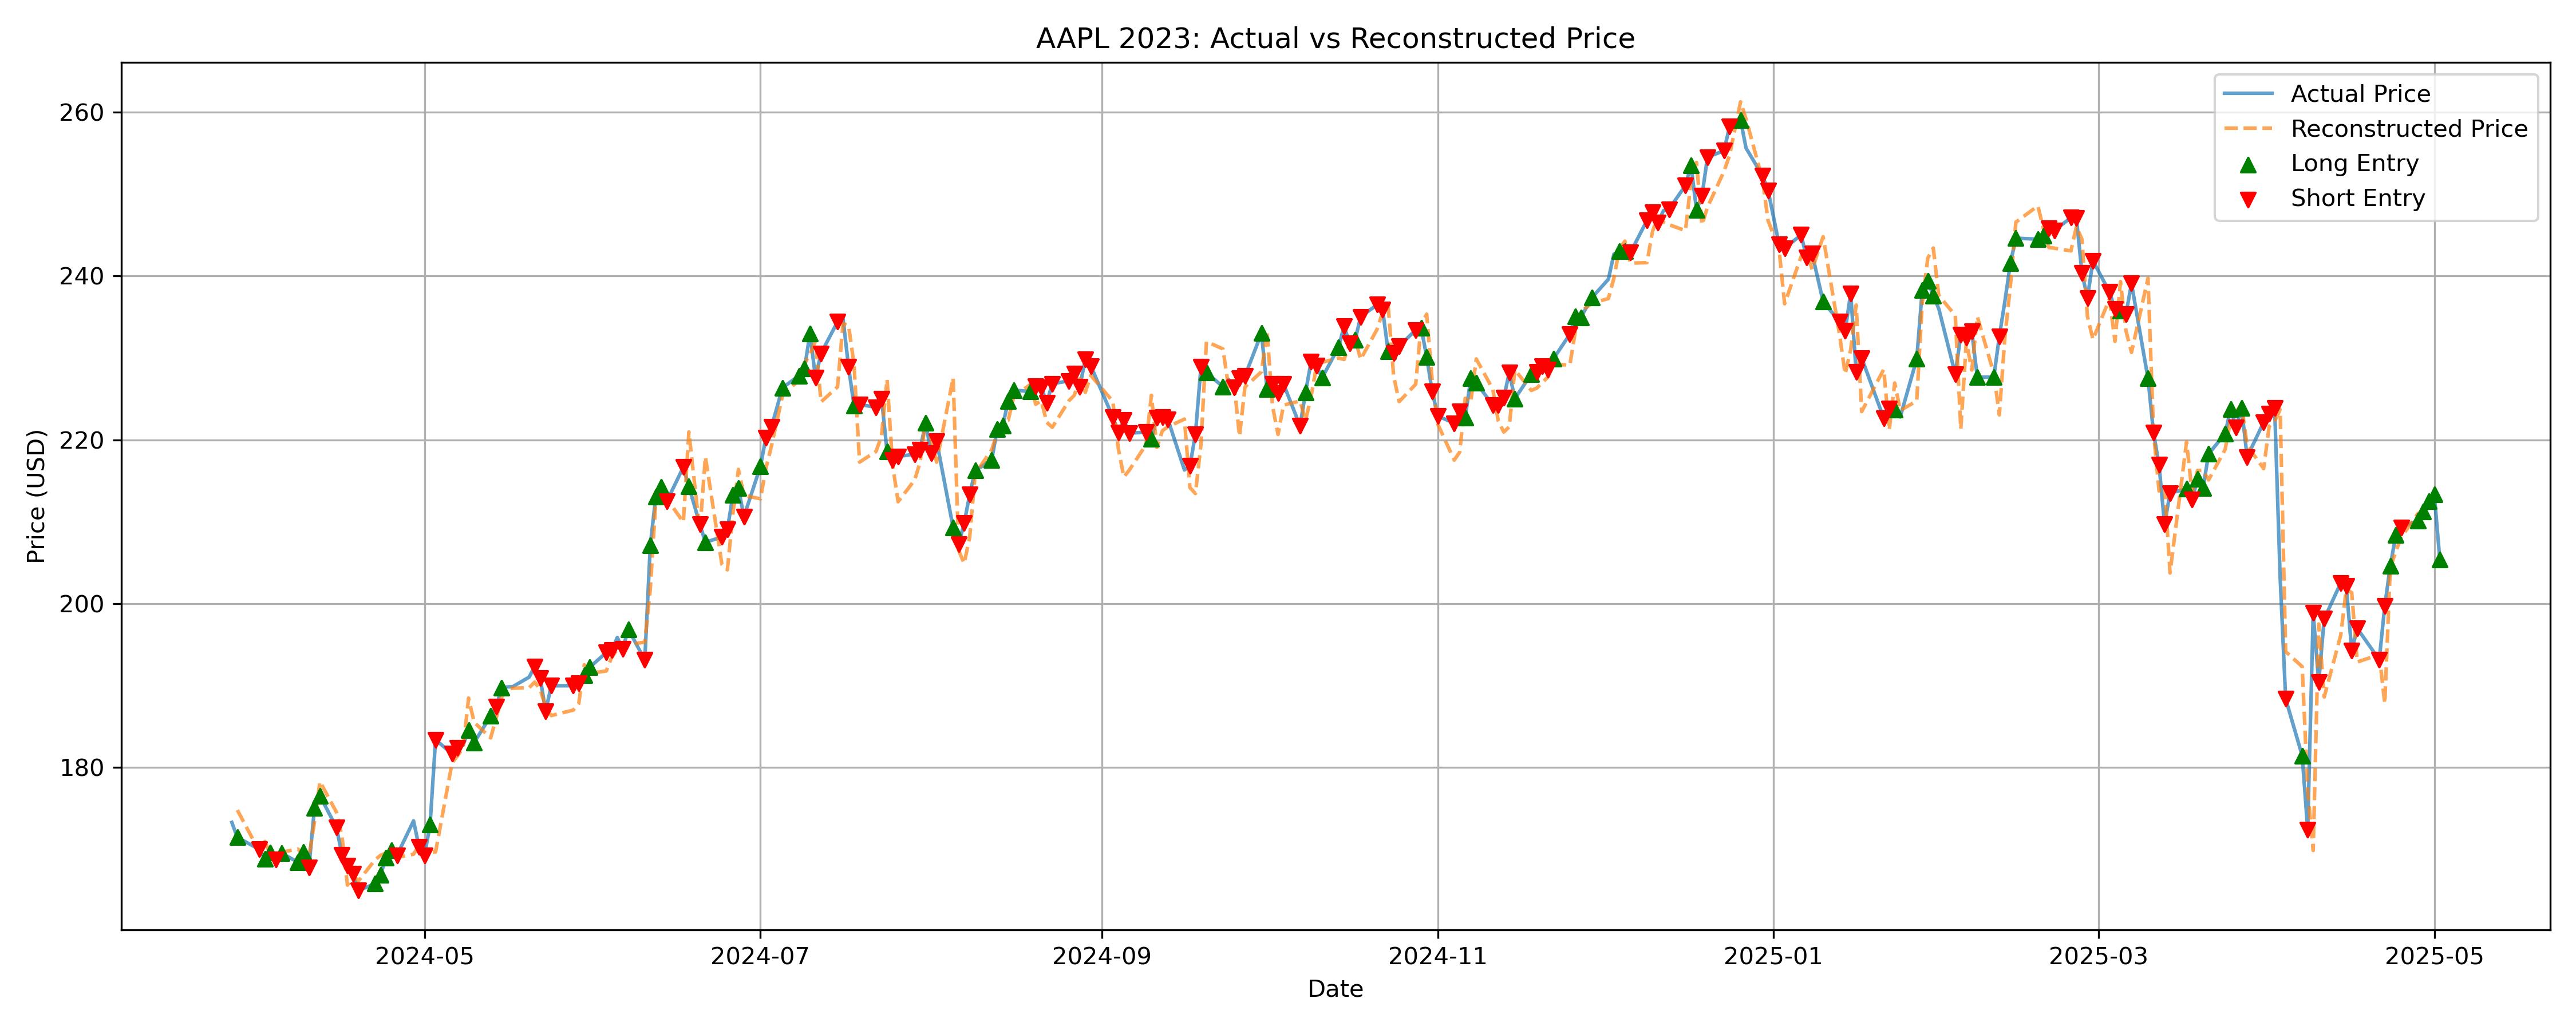 AAPL 2023: Actual vs Reconstructed Price
Actual Price
Reconstructed Price
Long Entry
Short Entry
Price (USD)
260
240
220
200
180
2024-05
2024-07
2024-09
2024-11
2025-01
2025-03
2025-05
Date